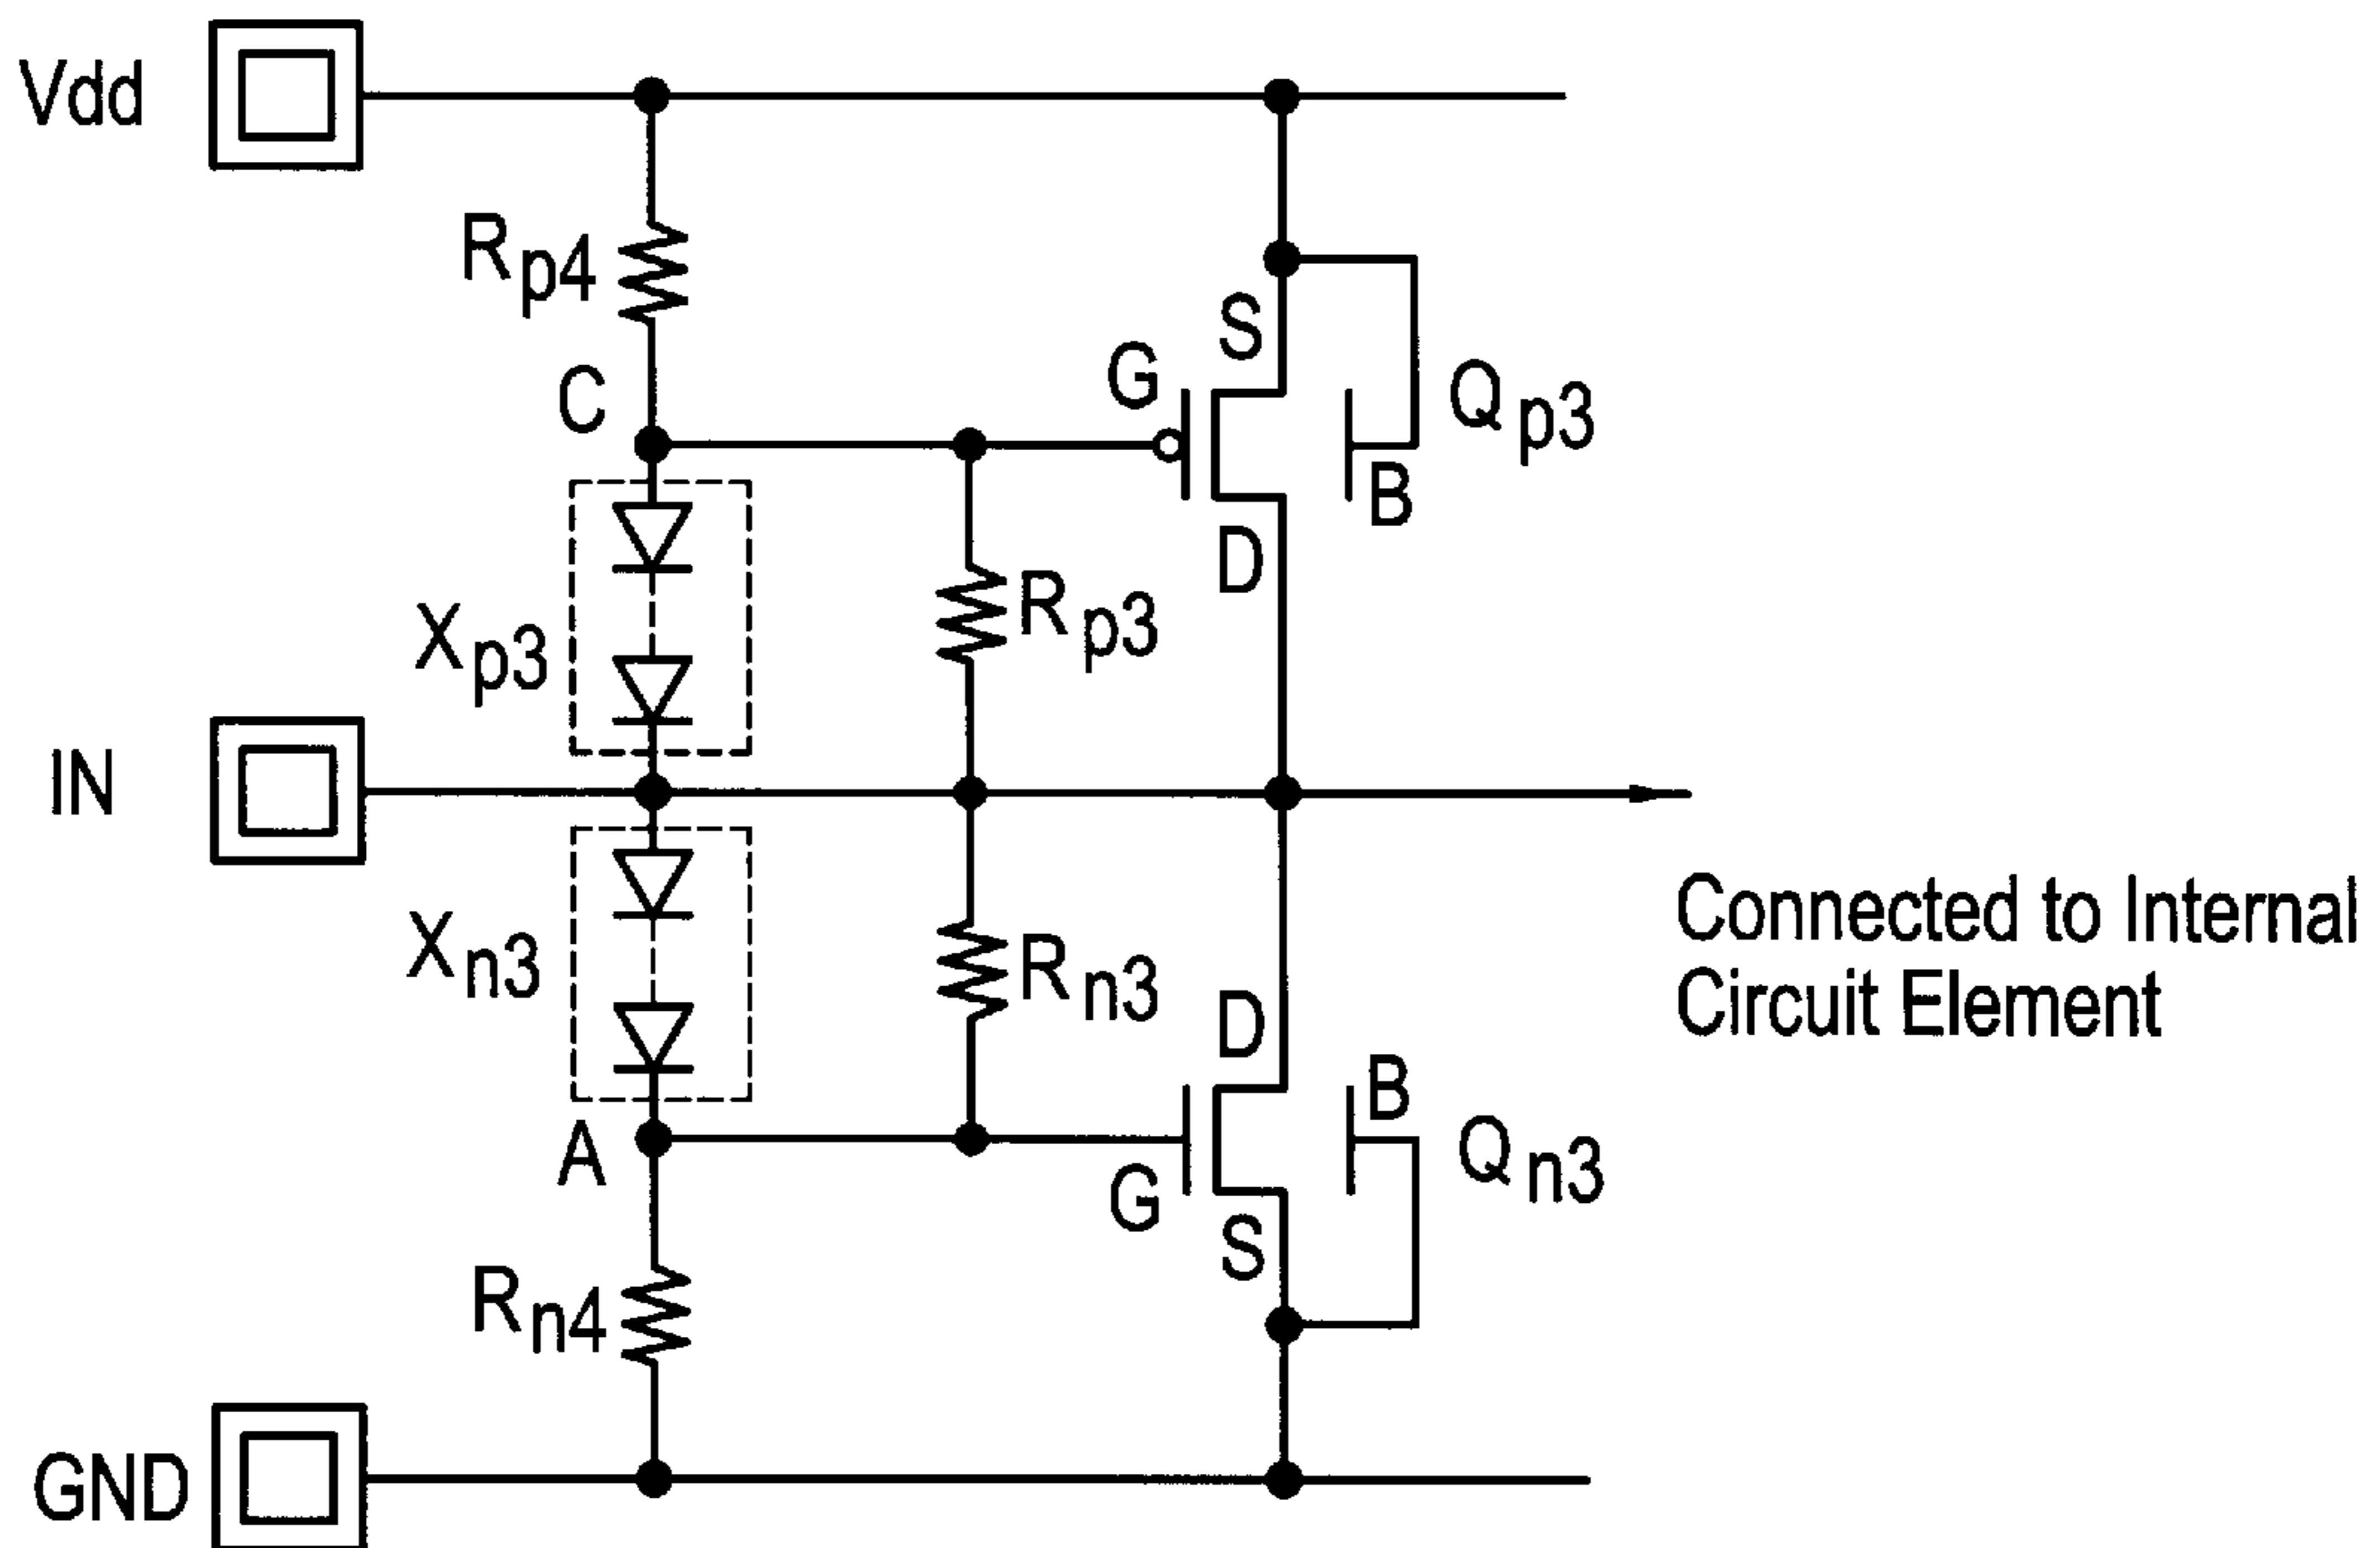 Vdd
Rp4
S
G
C
Qp3
B
D
Rp3
Xp3
IN
Connected to Internal
Circuit Element
Xn3
Rn3
D
B
A
G
Qn3
S
Rn4
GND